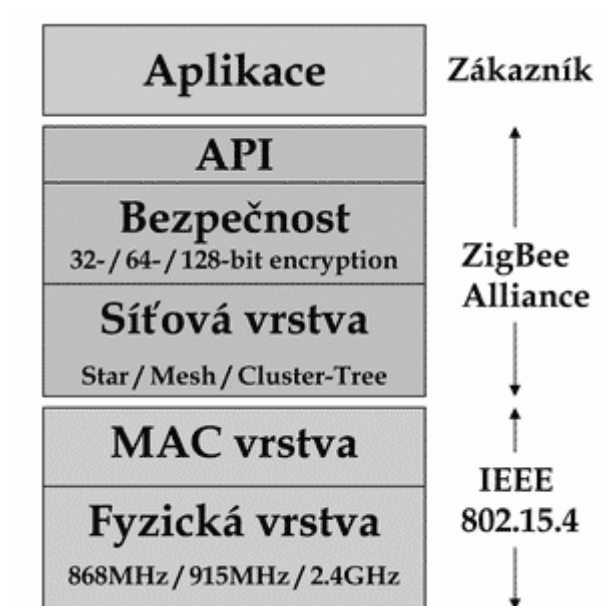 Aplikace
Zákazník
API
Bezpečnost
32- / 64- / 128-bit encryption
Síťová vrstva
Star / Mesh / Cluster-Tree
ZigBee
Alliance
MAC vrstva
Fyzická vrstva
868MHz / 915MHz / 2.4GHz
IEEE
802.15.4